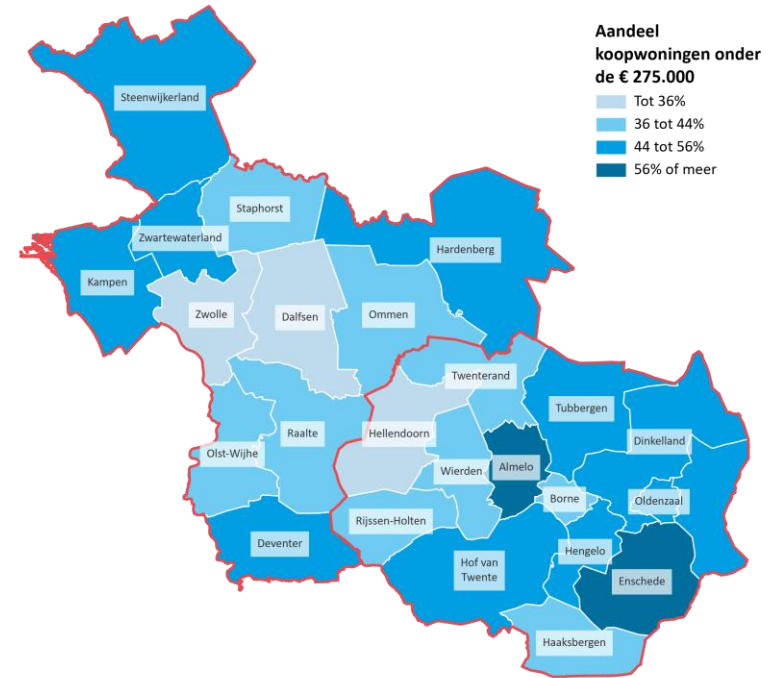 Aandeel
koopwoningen onder
de € 275.000
Tot 36%
36 tot 44%
44 tot 56%
56% of meer
Steenwijkerland
Staphorst
Zwartewaterland
Hardenberg
Kampen
Zwolle
Dalfsen
Ommen
Twenterand
Tubbergen
Hellendoorn
Raalte
Dinkelland
Olst-Wijhe
Wierden
Almelo
Borne
Oldenzaal
Rijssen-Holten
Deventer
Hengelo
Hof van
Twente
Enschede
Haaksbergen